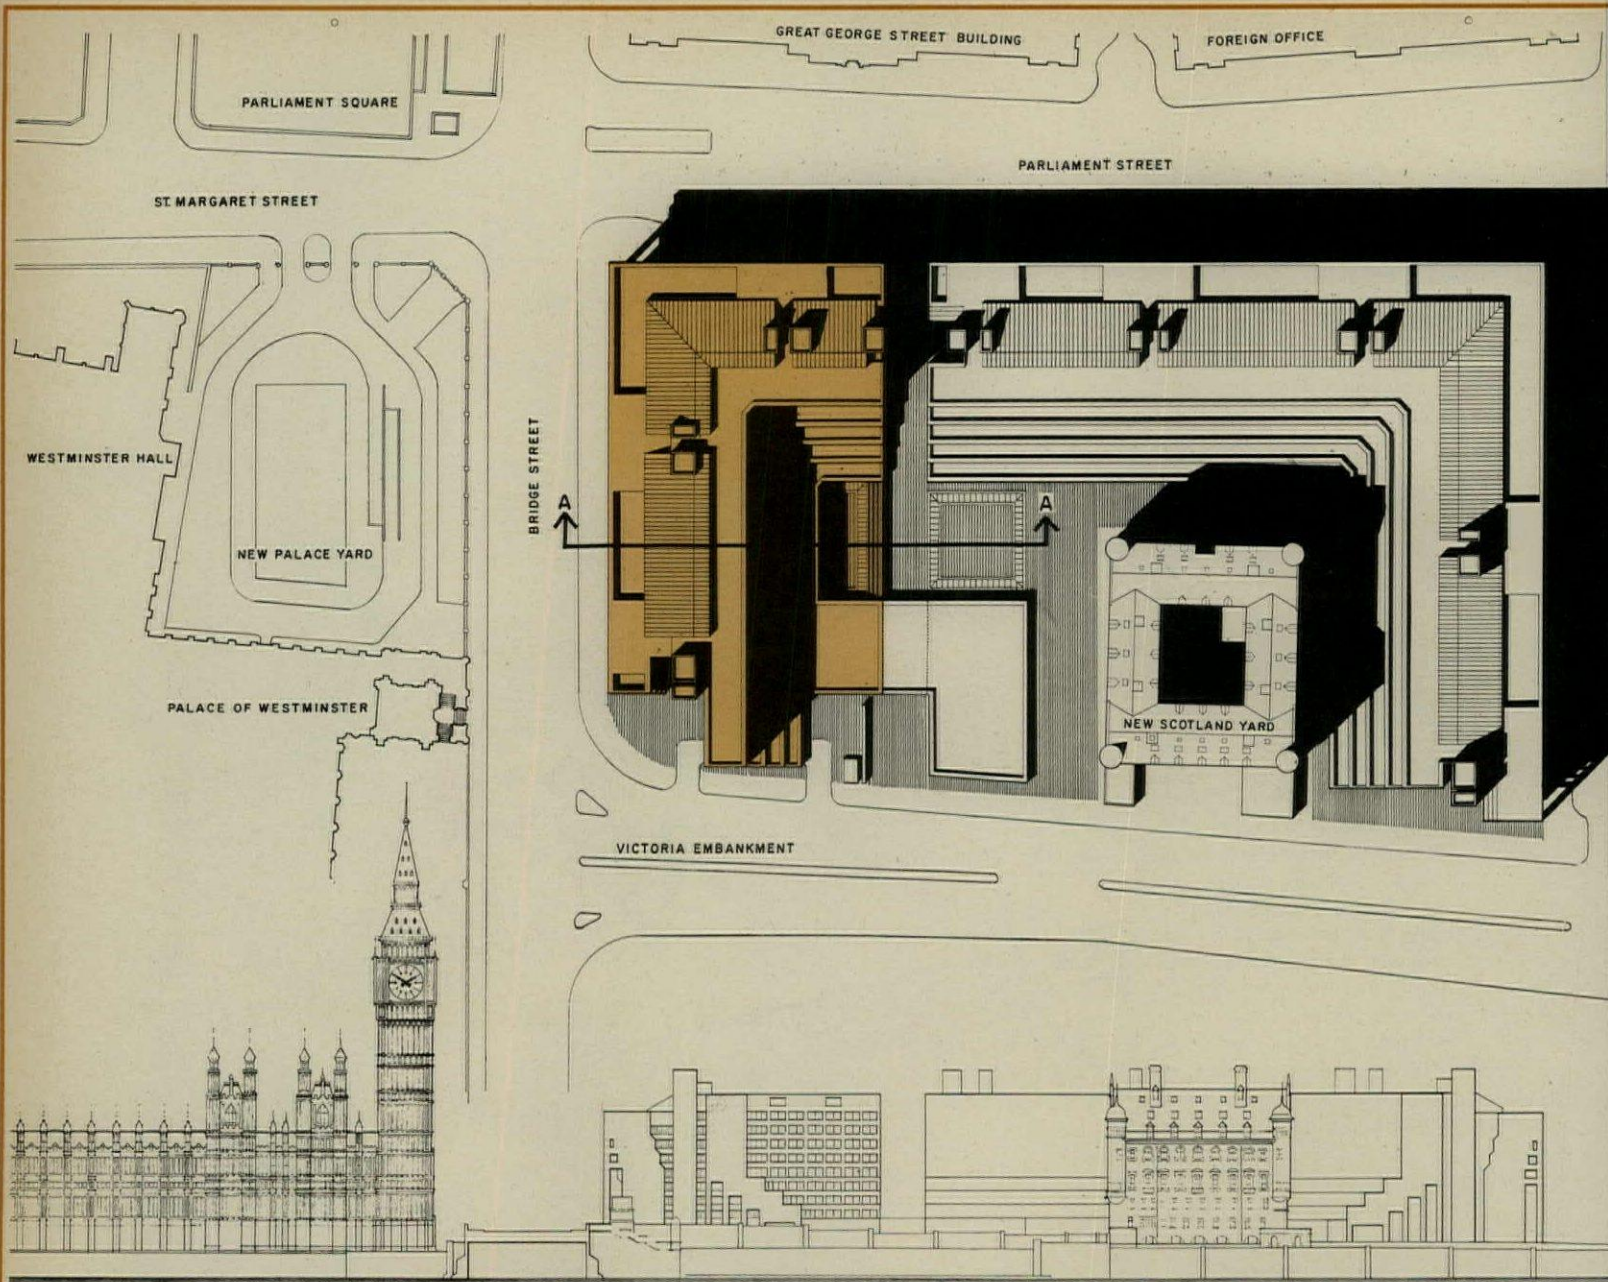 GREAT GEORGE STREET BUILDING
FOREIGN OFFICE
PARLIAMENT SQUARE
PARLIAMENT STREET
ST. MARGARET STREET
WESTMINSTER HALL
BRIDGE STREET
A
A
NEW PALACE YARD
PALACE OF WESTMINSTER
NEW SCOTLAND YARD
VICTORIA EMBANKMENT